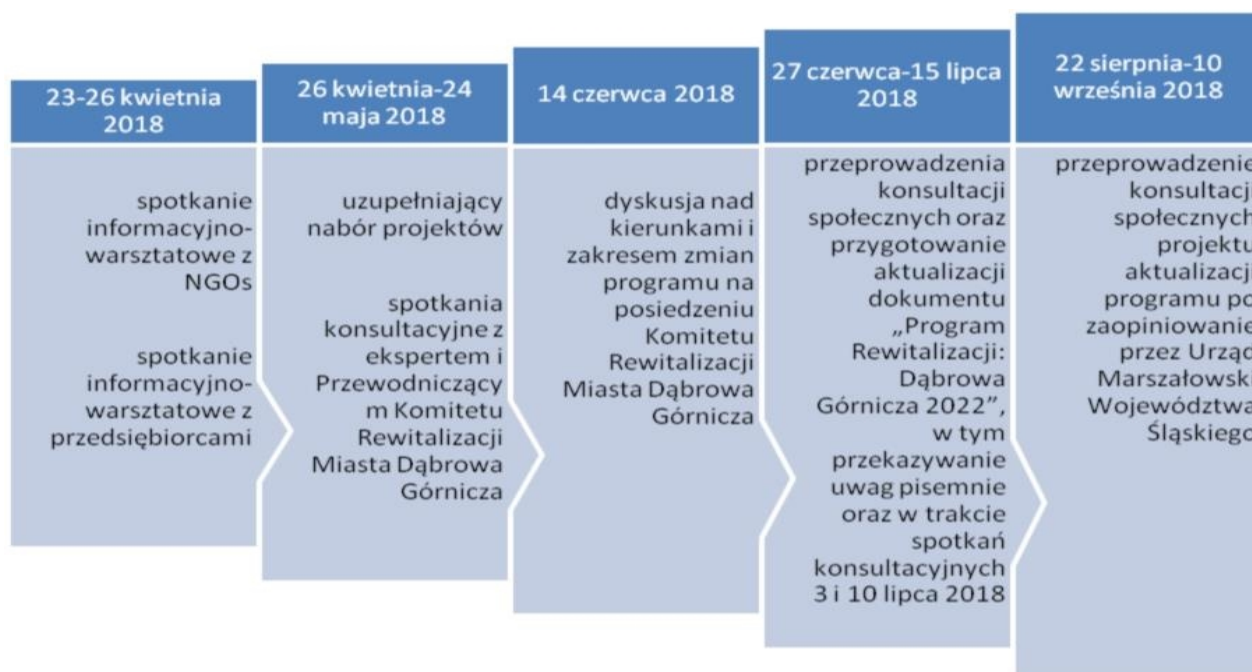 23-26 kwietnia
2018
spotkanie
informacyjno-
warsztatowe z
NGOs
spotkanie
informacyjno-
warsztatowe z
przedsiębiorcami
26 kwietnia-24
maja 2018
uzupełniający
nabór projektów
spotkania
konsultacyjne z
ekspertem i
Przewodniczący
m Komitetu
Rewitalizacji
Miasta Dąbrowa
Górnicza
14 czerwca 2018
dyskusja nad
kierunkami i
zakresem zmian
programu na
posiedzeniu
Komitetu
Rewitalizacji
Miasta Dąbrowa
Górnicza
27 czerwca-15 lipca
2018
przeprowadzenia
konsultacji
społecznych oraz
przygotowanie
aktualizacji
dokumentu
„Program
Rewitalizacji:
Dąbrowa
Górnicza 2022”,
w tym
przekazywanie
uwag pisemnie
oraz w trakcie
spotkań
konsultacyjnych
3 i 10 lipca 2018
22 sierpnia-10
września 2018
przeprowadzenie
konsultacji
społecznych
projektu
aktualizacji
programu po
zaopiniowanie
przez Urząd
Marszałowski
Województwa
Śląskiego